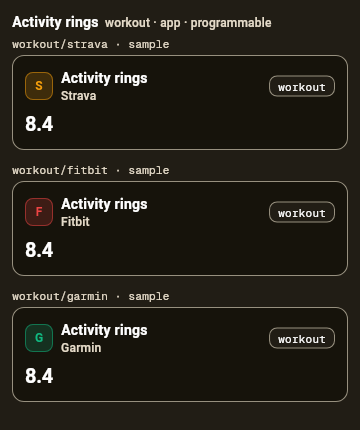 Activity rings workout · app · programmable
workout/strava · sample
S Activity rings workout
Strava
8.4
workout/fitbit · sample
F Activity rings workout
Fitbit
8.4
workout/garmin · sample
G Activity rings workout
Garmin
8.4